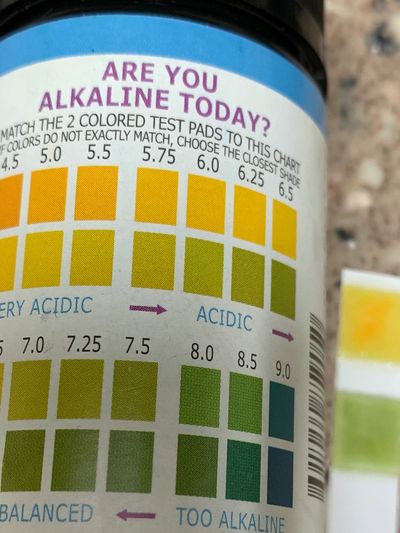 ARE YOU
ALKALINE TODAY?
MATCH THE 2 COLORED TEST PADS TO THIS CHART
IF COLORS DO NOT EXACTLY MATCH, CHOOSE THE CLOSEST SHADE
4.5 5.0 5.5 5.75 6.0 6.25 6.5
ERY ACIDIC ACIDIC
5 7.0 7.25 7.5 8.0 8.5 9.0
BALANCED TOO ALKALINE